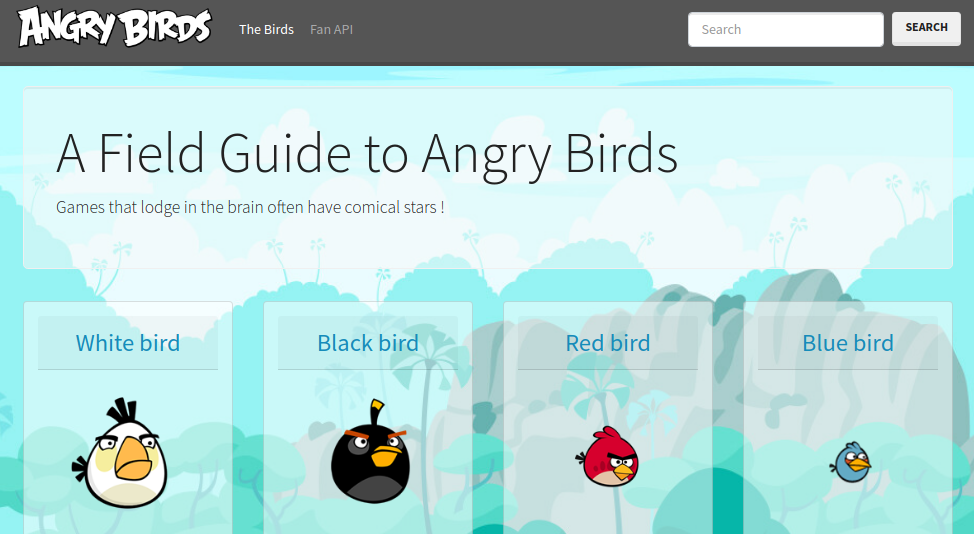 ANGRY BIRDS
The Birds Fan API
Search
SEARCH
A Field Guide to Angry Birds
Games that lodge in the brain often have comical stars !
White bird
Black bird
Red bird
Blue bird